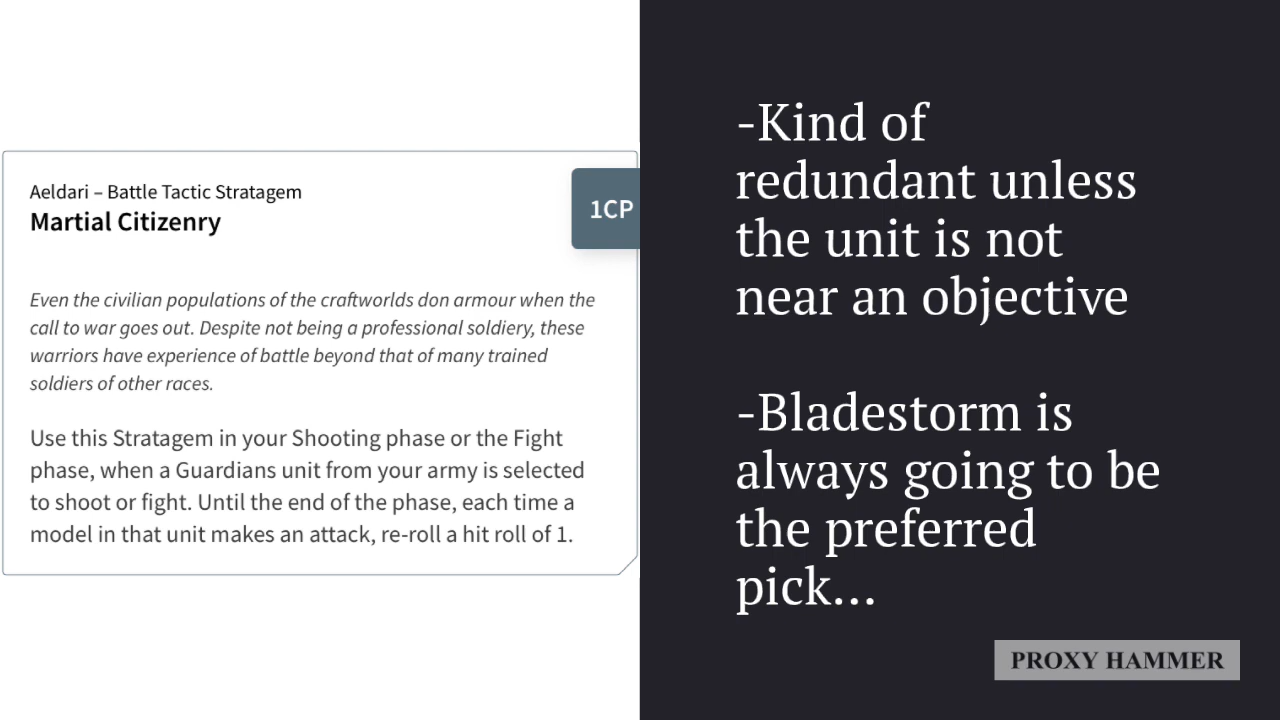 Aeldari – Battle Tactic Stratagem
Martial Citizenry
1CP
Even the civilian populations of the craftworlds don armour when the
call to war goes out. Despite not being a professional soldiery, these
warriors have experience of battle beyond that of many trained
soldiers of other races.
Use this Stratagem in your Shooting phase or the Fight
phase, when a Guardians unit from your army is selected
to shoot or fight. Until the end of the phase, each time a
model in that unit makes an attack, re-roll a hit roll of 1.
-Kind of
redundant unless
the unit is not
near an objective
-Bladestorm is
always going to be
the preferred
pick...
PROXY HAMMER